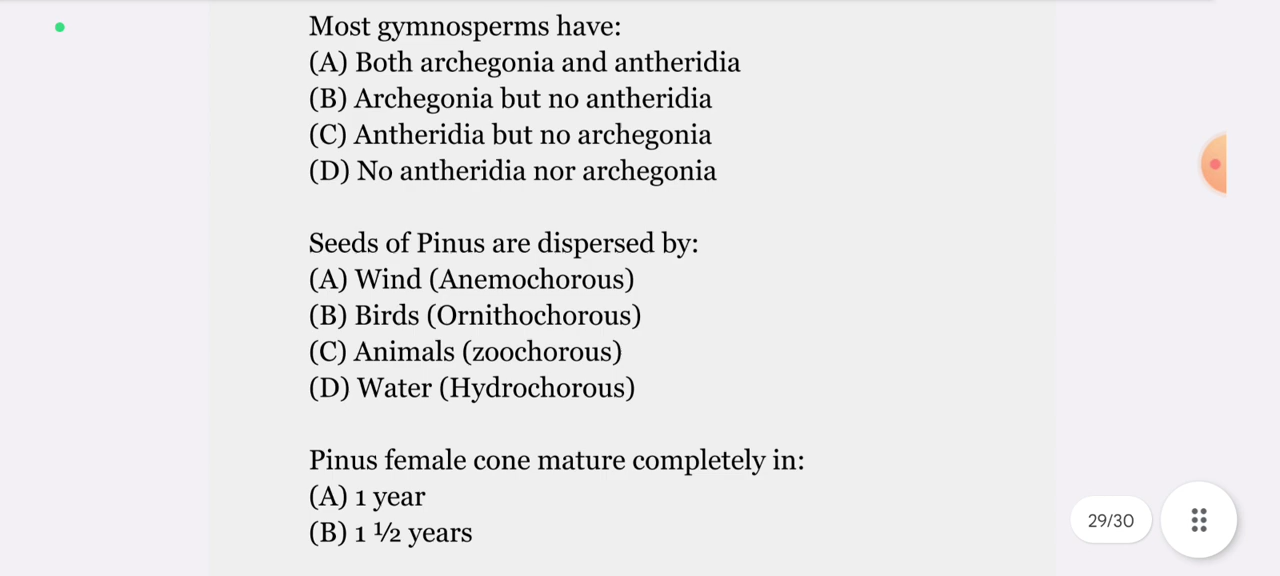 Most gymnosperms have:
(A) Both archegonia and antheridia
(B) Archegonia but no antheridia
(C) Antheridia but no archegonia
(D) No antheridia nor archegonia
Seeds of Pinus are dispersed by:
(A) Wind (Anemochorous)
(B) Birds (Ornithochorous)
(C) Animals (zoochorous)
(D) Water (Hydrochorous)
Pinus female cone mature completely in:
(A) 1 year
(B) 1 ½ years
29/30